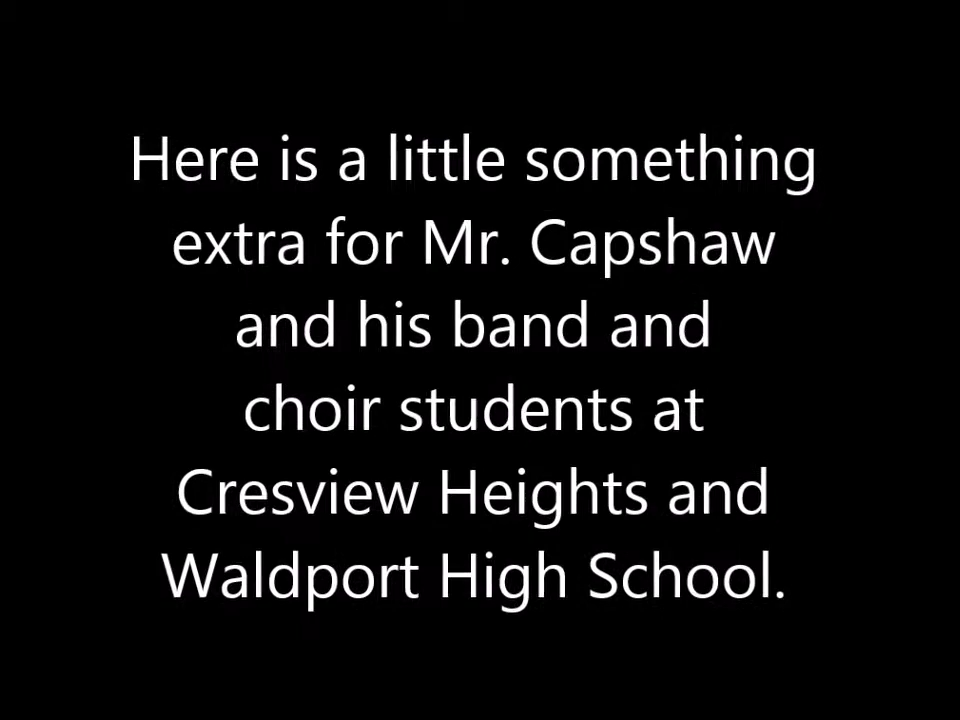 Here is a little something
extra for Mr. Capshaw
and his band and
choir students at
Cresview Heights and
Waldport High School.